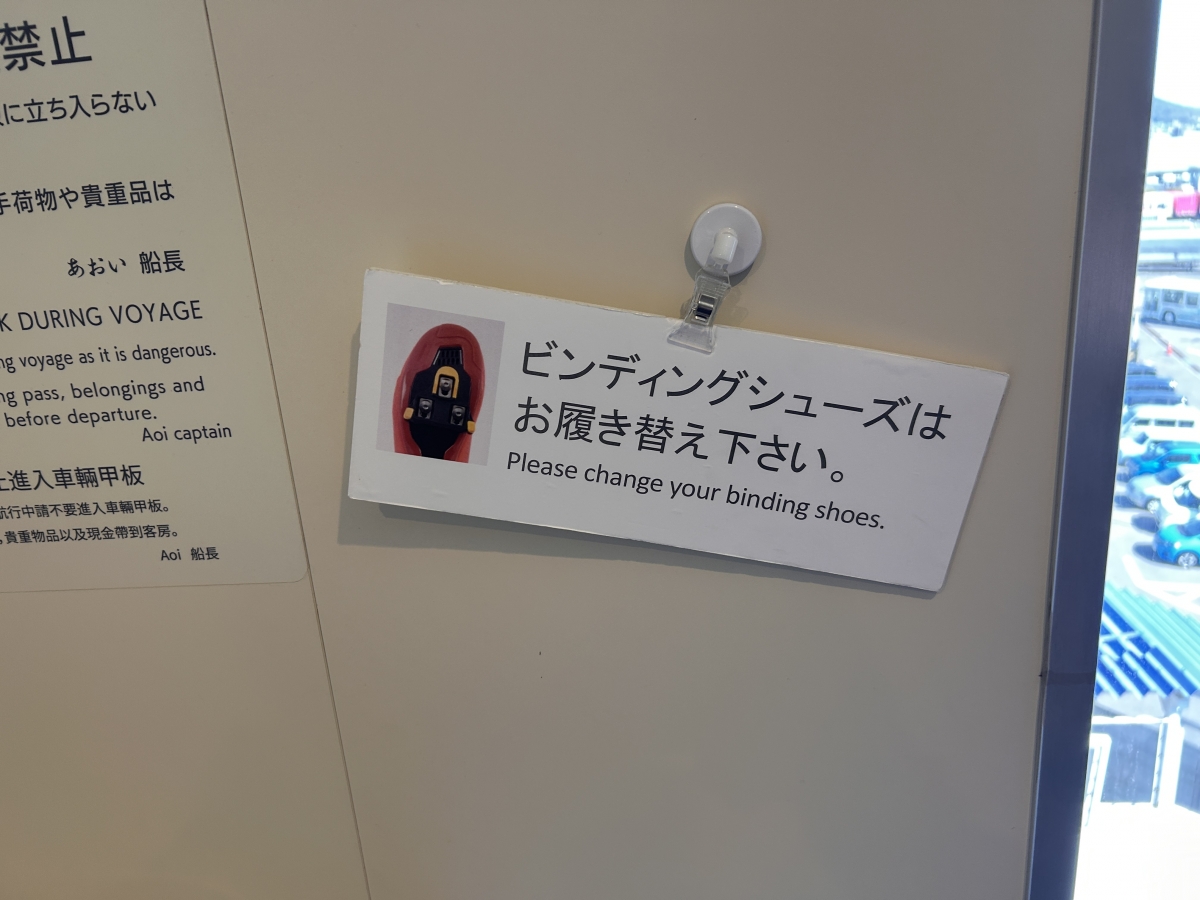 禁止
に立ち入らない
手荷物や貴重品は
あおい 船長
K DURING VOYAGE
ng voyage as it is dangerous.
ng pass, belongings and
before departure.
Aoi captain
止進入車輛甲板
航行中請不要進入車輛甲板。
,貴重物品以及現金帶到客房。
Aoi 船長
ビンディングシューズは
お履き替え下さい。
Please change your binding shoes.